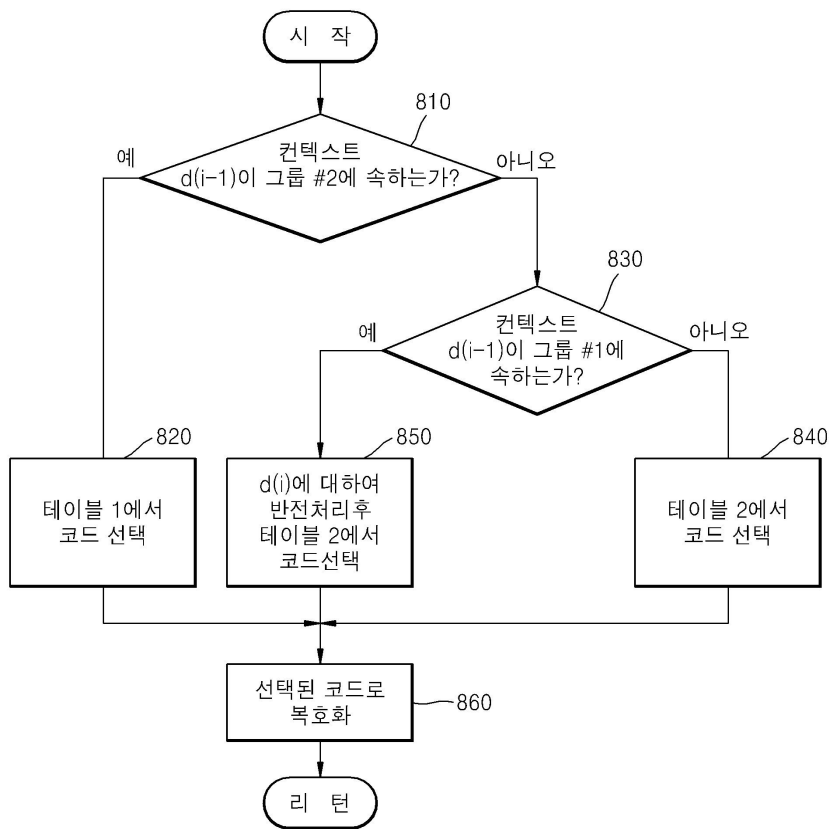 시 작
810
컨텍스트
d(i-1)이 그룹 #2에 속하는가?
예
아니오
830
컨텍스트
d(i-1)이 그룹 #1에
속하는가?
예
아니오
820
테이블 1에서
코드 선택
850
d(i)에 대하여
반전처리후
테이블 2에서
코드선택
840
테이블 2에서
코드 선택
선택된 코드로
복호화
860
리 턴